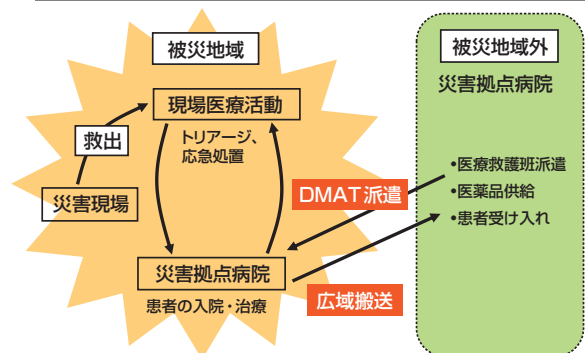 被災地域
現場医療活動
トリアージ、
応急処置
救出
災害現場
災害拠点病院
患者の入院・治療
DMAT派遣
広域搬送
被災地域外
災害拠点病院
•医療救護班派遣
•医薬品供給
•患者受け入れ